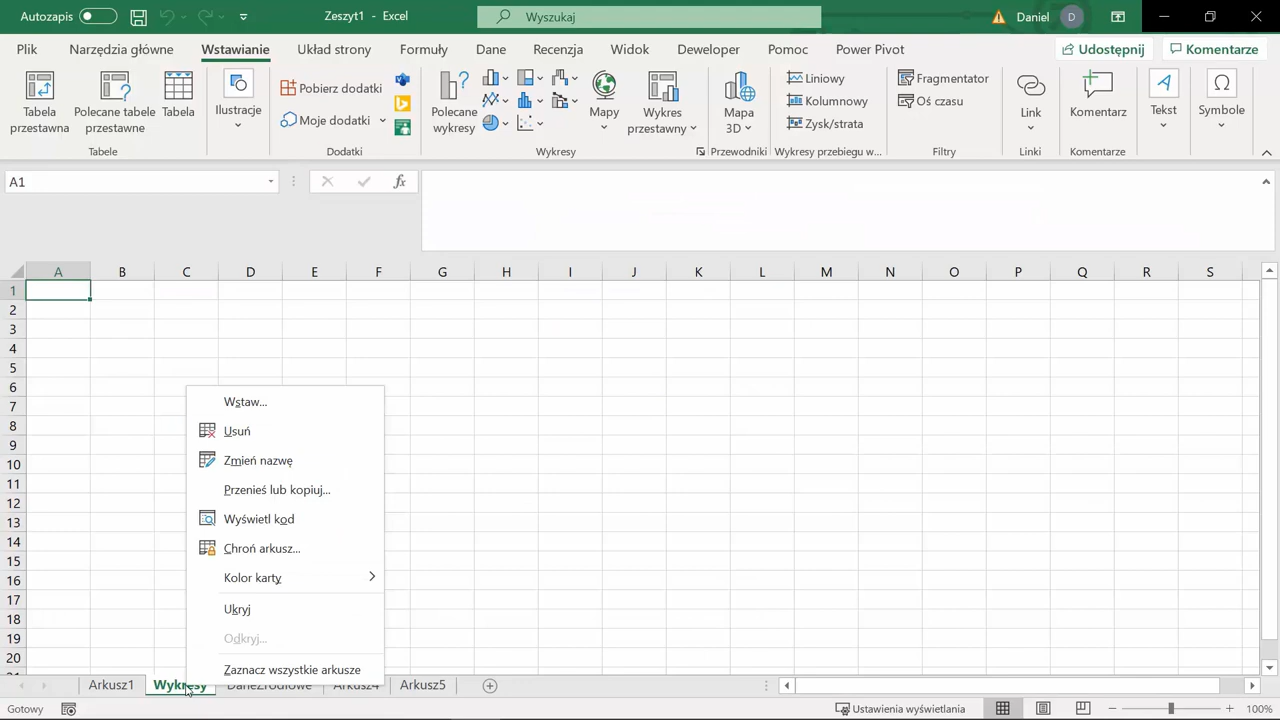 Autozapis
Zeszyt1 - Excel
Wyszukaj
Daniel
D
Plik
Narzędzia główne
Wstawianie
Układ strony
Formuły
Dane
Recenzja
Widok
Deweloper
Pomoc
Power Pivot
Udostępnij
Komentarze
Tabela
przestawna
Polecane tabele
przestawne
Tabela
Tabele
Ilustracje
Pobierz dodatki
Moje dodatki
Dodatki
Polecane
wykresy
Mapy
Wykres
przestawny
Wykresy
Mapa
3D
Przewodniki
Liniowy
Kolumnowy
Zysk/strata
Wykresy przebiegu w...
Fragmentator
Oś czasu
Filtry
Link
Linki
Komentarz
Komentarze
A
Tekst
Ω
Symbole
A1
fx
A B C D E F G H I J K L M N O P Q R S
1
2
3
4
5
6
7
8
9
10
11
12
13
14
15
16
17
18
19
20
Wstaw...
Usuń
Zmień nazwę
Przenieś lub kopiuj...
Wyświetl kod
Chroń arkusz...
Kolor karty
Ukryj
Odkryj...
Zaznacz wszystkie arkusze
Arkusz1
Wykresy
DaneŹródłowe
Arkusz4
Arkusz5
Gotowy
Ustawienia wyświetlania
100%